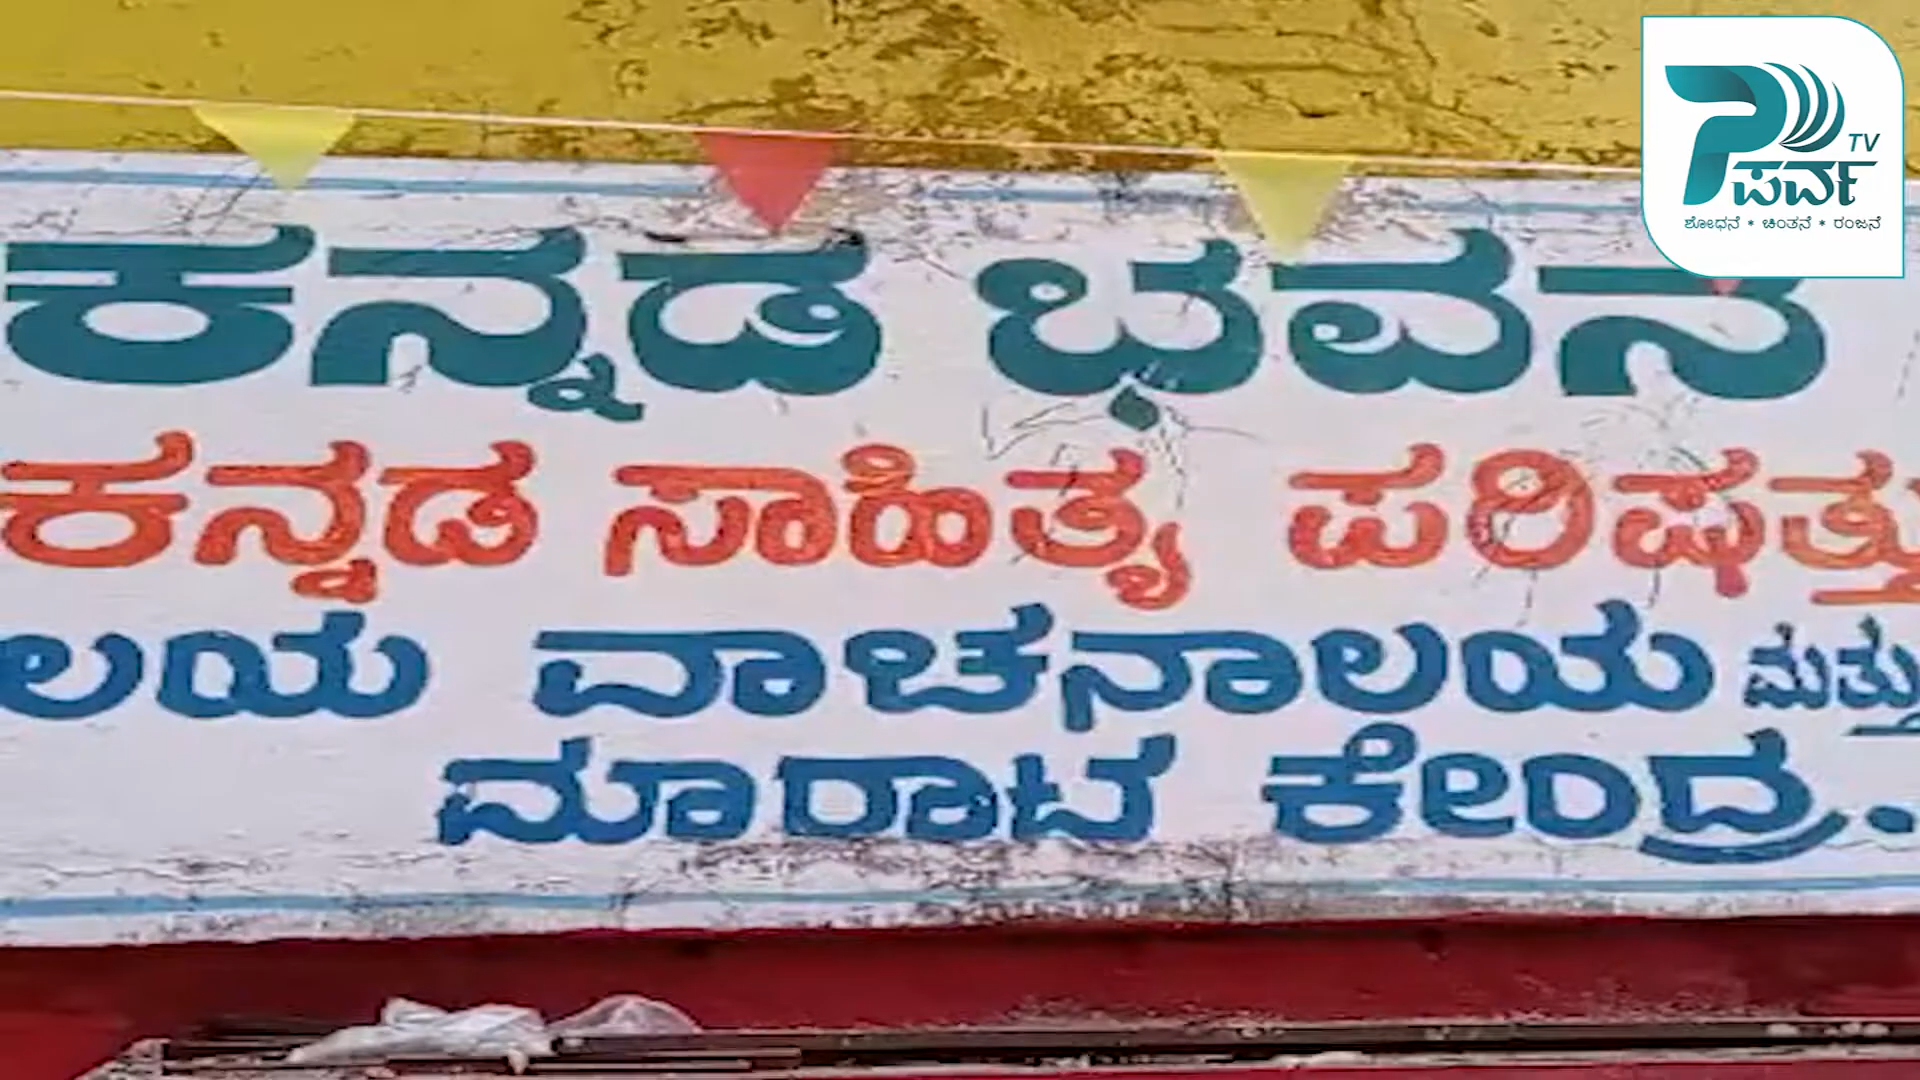 TV
ಪರ್ವ
ಶೋಧನೆ * ಚಿಂತನೆ * ರಂಜನೆ
ಕನ್ನಡ ಭವನ
ಕನ್ನಡ ಸಾಹಿತ್ಯ ಪರಿಷತ್ತು
ಲಯ ವಾಚನಾಲಯ ಮತ್ತು
ಮಾರಾಟ ಕೇಂದ್ರ.